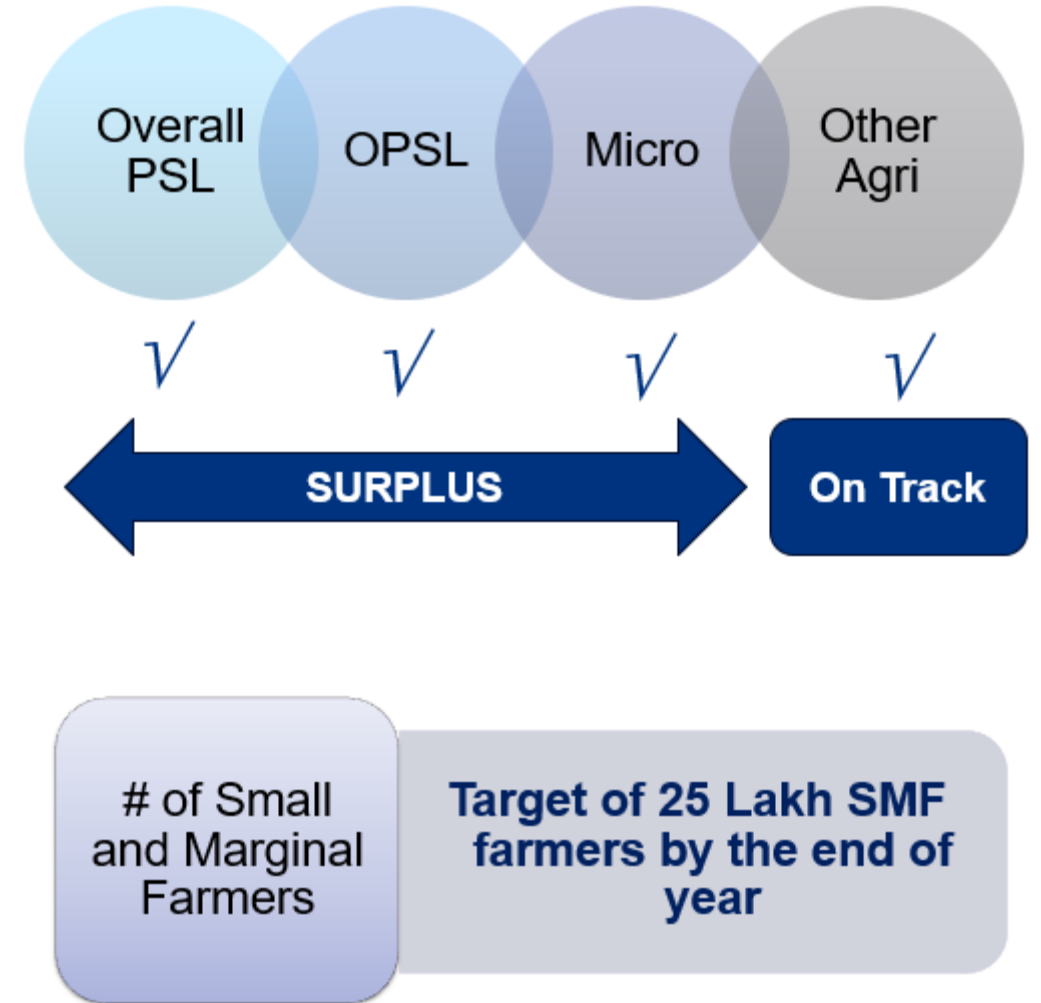 Overall
PSL
OPSL
Micro
Other
Agri
√ √ √ √
SURPLUS
On Track
# of Small
and Marginal
Farmers
Target of 25 Lakh SMF
farmers by the end of
year